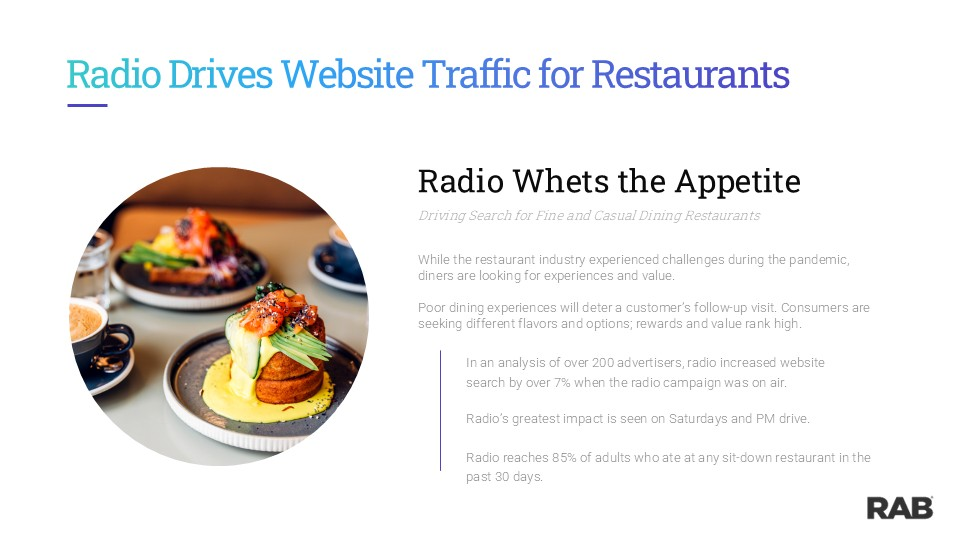 Radio Drives Website Traffic for Restaurants
Radio Whets the Appetite
Driving Search for Fine and Casual Dining Restaurants
While the restaurant industry experienced challenges during the pandemic,
diners are looking for experiences and value.
Poor dining experiences will deter a customer's follow-up visit. Consumers are
seeking different flavors and options; rewards and value rank high.
In an analysis of over 200 advertisers, radio increased website
search by over 7% when the radio campaign was on air.
Radio's greatest impact is seen on Saturdays and PM drive.
Radio reaches 85% of adults who ate at any sit-down restaurant in the
past 30 days.
RAB